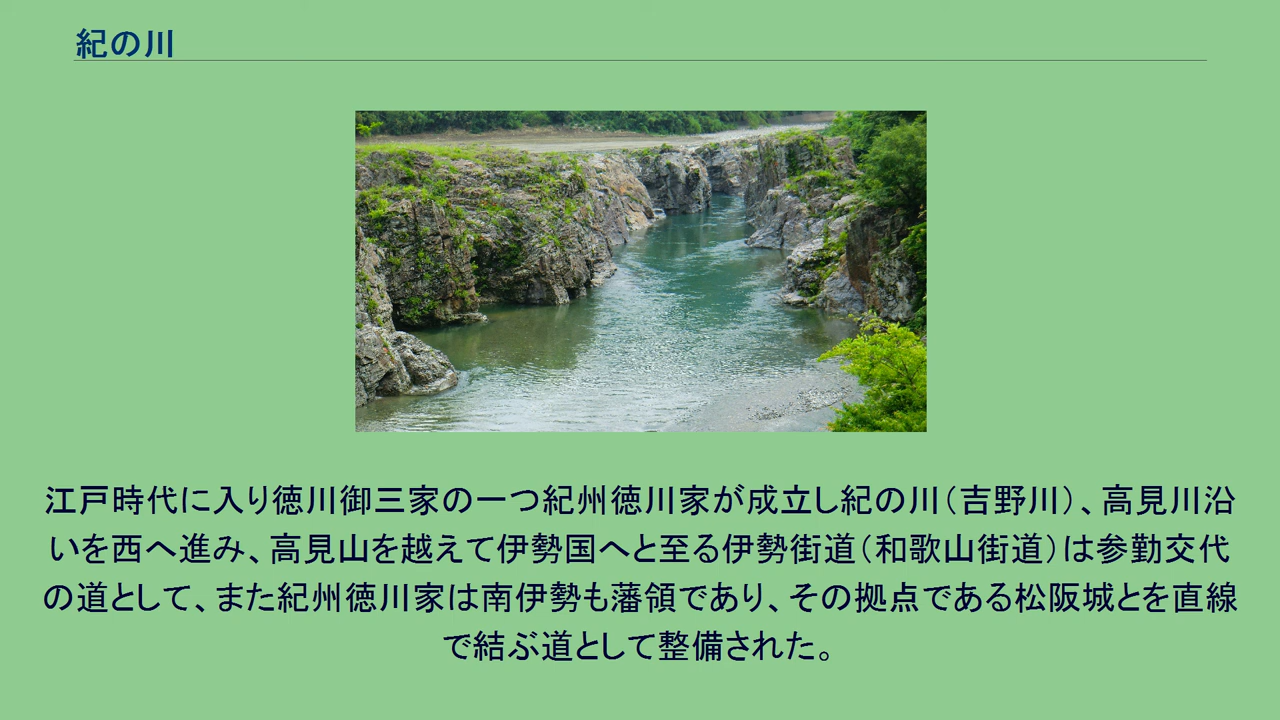 紀の川
江戸時代に入り徳川御三家の一つ紀州徳川家が成立し紀の川（吉野川）、高見川沿
いを西へ進み、高見山を越えて伊勢国へと至る伊勢街道（和歌山街道）は参勤交代
の道として、また紀州徳川家は南伊勢も藩領であり、その拠点である松阪城とを直線
で結ぶ道として整備された。